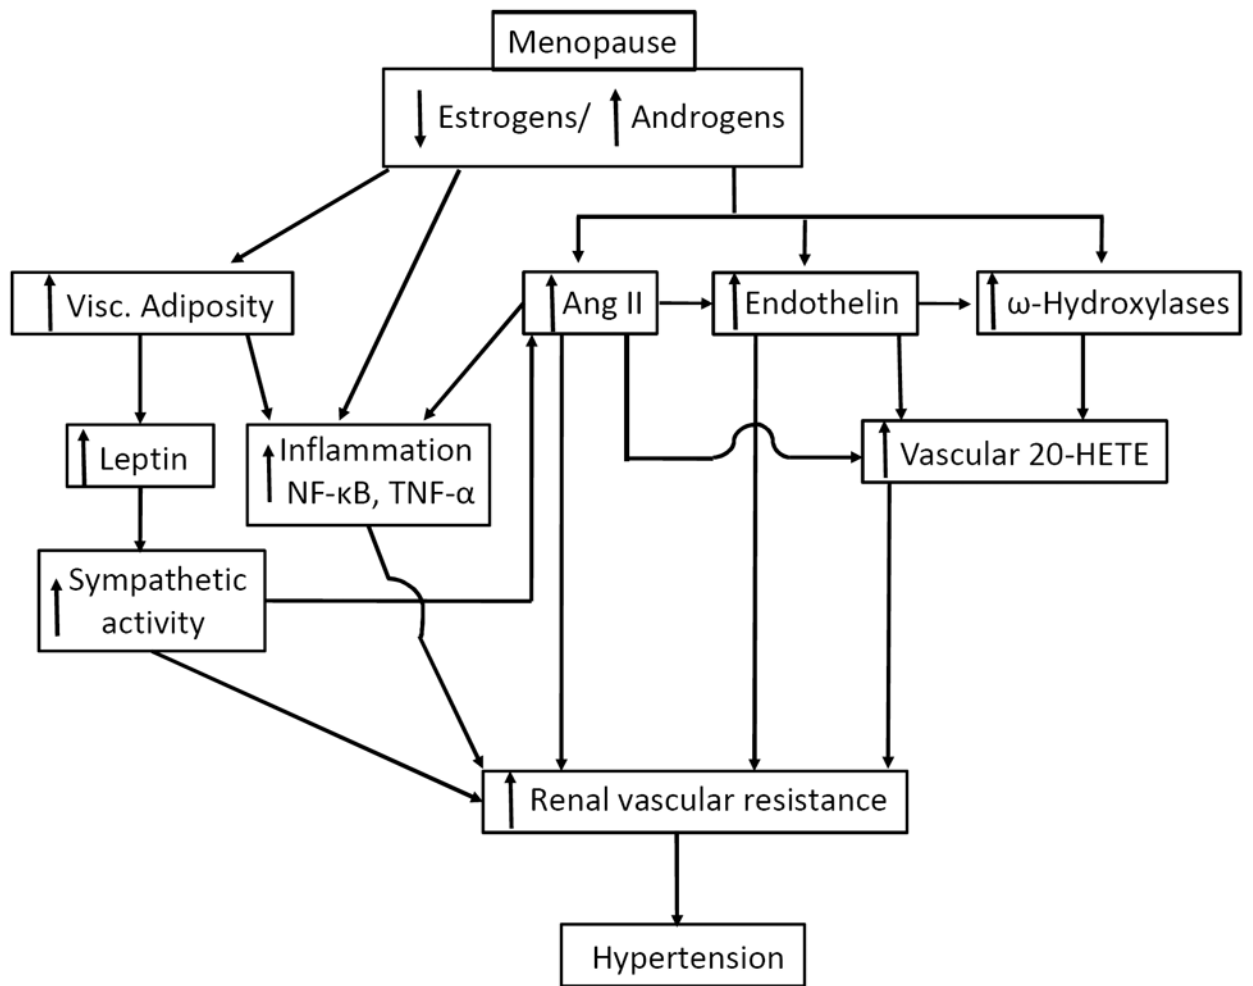 Menopause
↓ Estrogens/ ↑ Androgens
↑ Visc. Adiposity
↑ Ang II
↑ Endothelin
↑ ω-Hydroxylases
↑ Leptin
↑ Inflammation
NF-κB, TNF-α
↑ Vascular 20-HETE
↑ Sympathetic
activity
↑ Renal vascular resistance
Hypertension